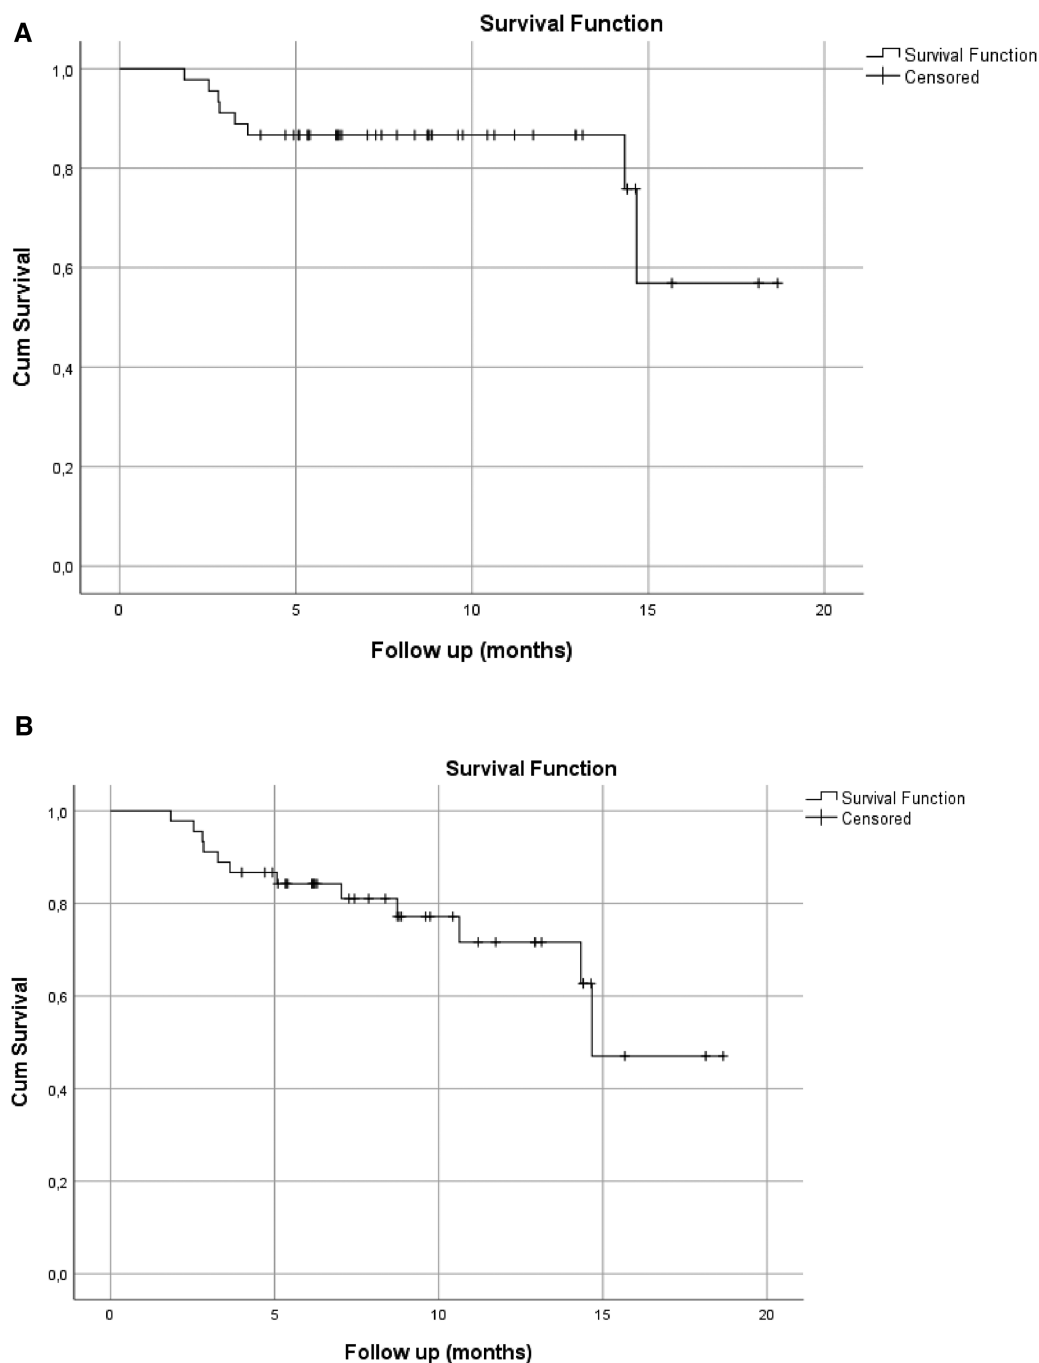 A
Survival Function
Survival Function
Censored
1,0
0,8
0,6
0,4
0,2
0,0
Cum Survival
0 5 10 15 20
Follow up (months)
B
Survival Function
Survival Function
Censored
1,0
0,8
0,6
0,4
0,2
0,0
Cum Survival
0 5 10 15 20
Follow up (months)